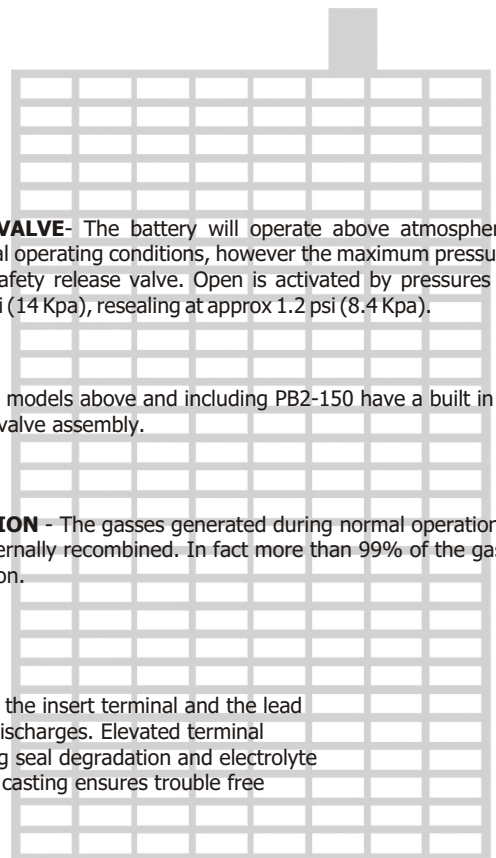 VALVE- The battery will operate above atmospher
al operating conditions, however the maximum pressu
afety release valve. Open is activated by pressures
i (14 Kpa), resealing at approx 1.2 psi (8.4 Kpa).
models above and including PB2-150 have a built in
valve assembly.
ION - The gasses generated during normal operation
ernally recombined. In fact more than 99% of the gas
on.
the insert terminal and the lead
ischarges. Elevated terminal
g seal degradation and electrolyte
casting ensures trouble free